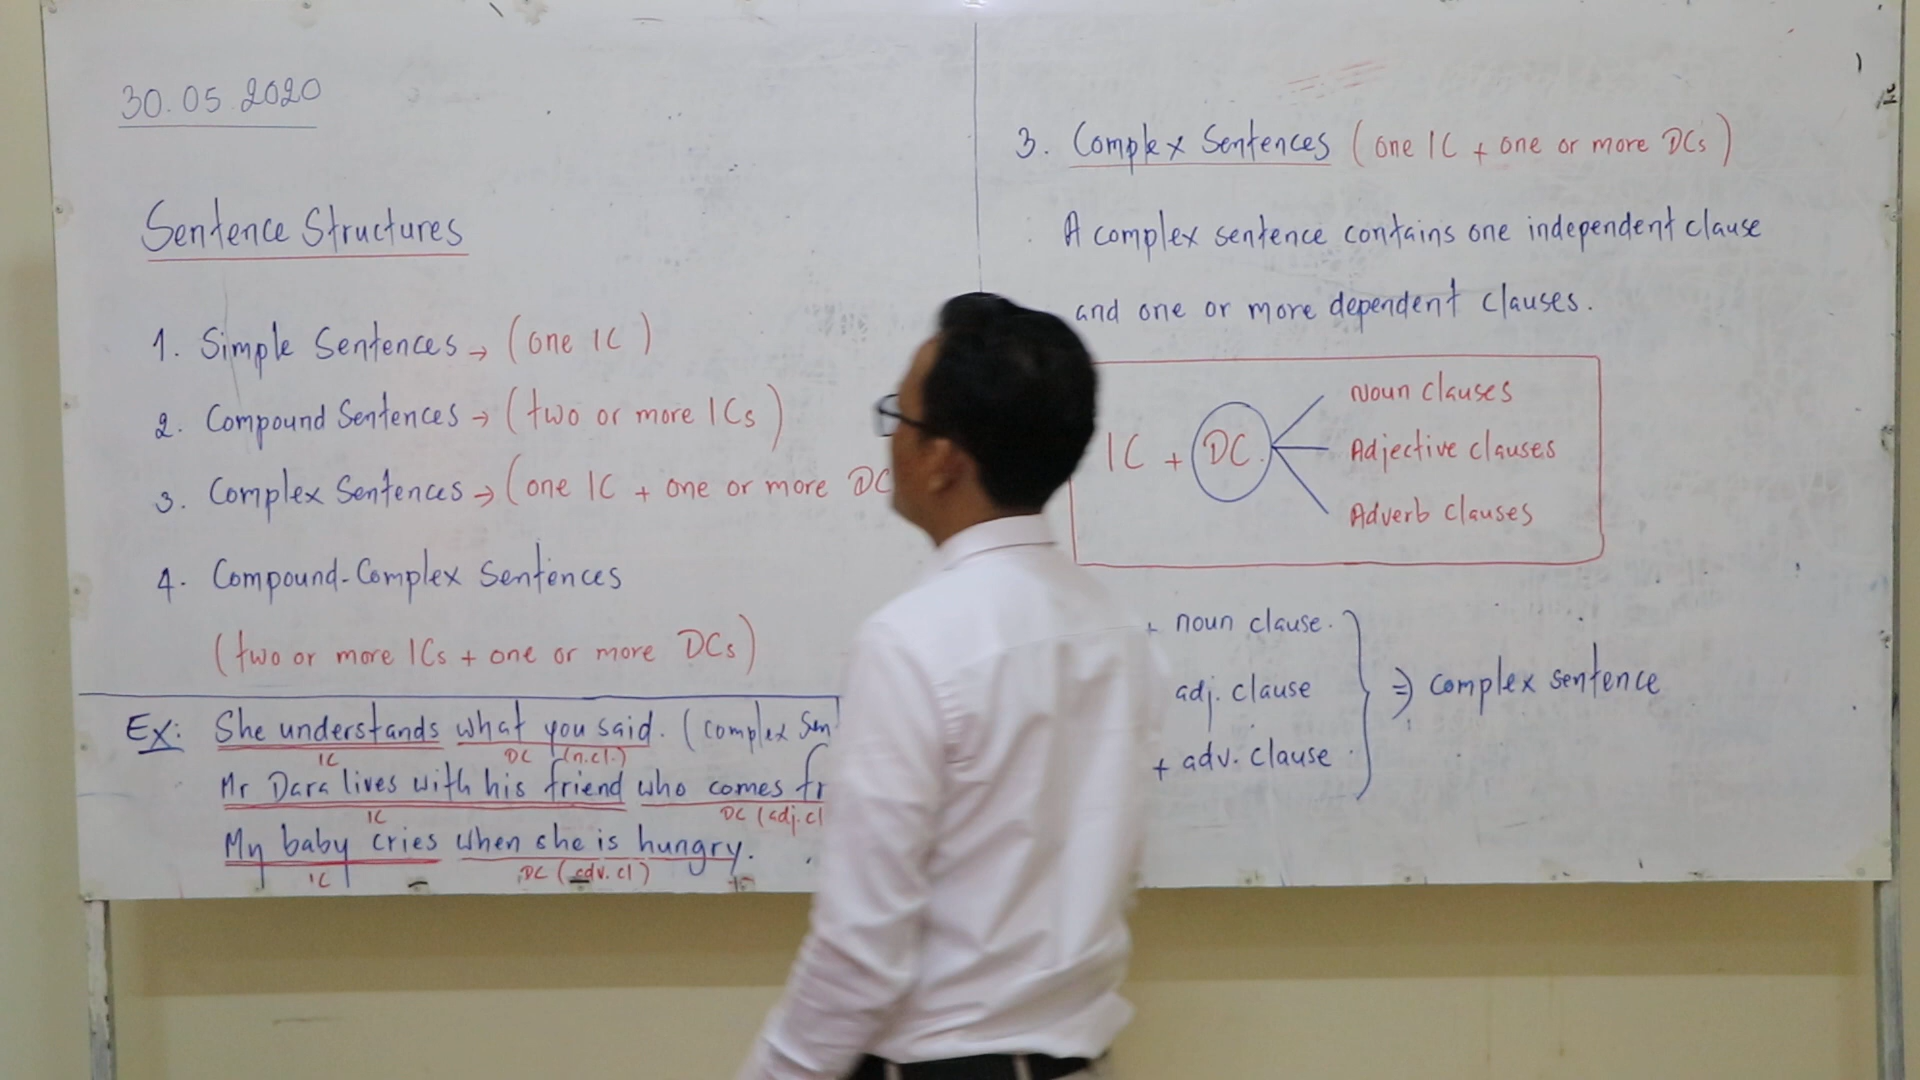 30.05.2020
Sentence Structures
1. Simple Sentences → (one IC)
2. Compound Sentences → (two or more ICs)
3. Complex Sentences → (one IC + one or more DC
4. Compound-Complex Sentences
(two or more ICs + one or more DCs)
Ex: She understands what you said. (complex Sen
IC DC (n.cl.)
Mr Dara lives with his friend who comes fr
IC DC (adj.cl
My baby cries when she is hungry.
IC DC (adv.cl)
3. Complex Sentences (one IC + one or more DCs)
A complex sentence contains one independent clause
and one or more dependent clauses.
Noun clauses
IC + DC Adjective clauses
Adverb clauses
+ noun clause.
adj. clause ⇒ complex sentence
+ adv. clause